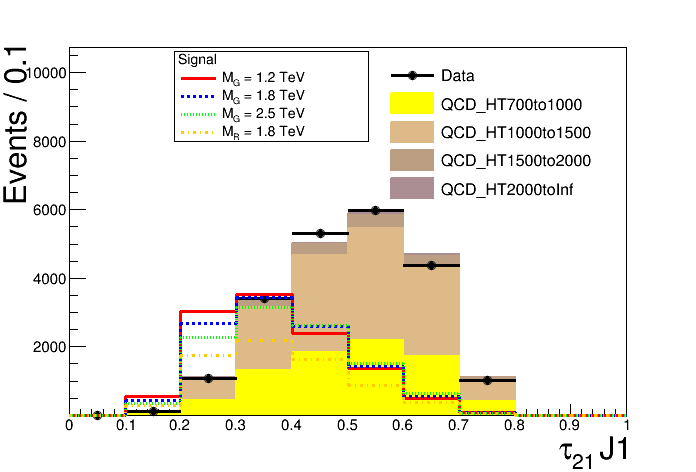 Events / 0.1
10000
8000
6000
4000
2000
0
Signal
M_G = 1.2 TeV
M_G = 1.8 TeV
M_G = 2.5 TeV
M_R = 1.8 TeV
Data
QCD_HT700to1000
QCD_HT1000to1500
QCD_HT1500to2000
QCD_HT2000toInf
0 0.1 0.2 0.3 0.4 0.5 0.6 0.7 0.8 0.9 1
τ_21 J1